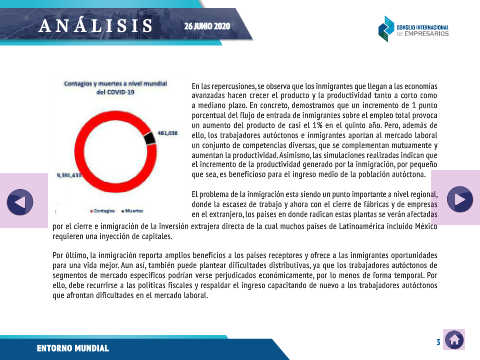 ANÁLISIS
26 JUNIO 2020
CONSEJO INTERNACIONAL
DE EMPRESARIOS
Contagios y muertes a nivel mundial
del COVID-19
En las repercusiones, se observa que los inmigrantes que llegan a las economías
avanzadas hacen crecer el producto y la productividad tanto a corto como
a mediano plazo. En concreto, demostramos que un incremento de 1 punto
porcentual del flujo de entrada de inmigrantes sobre el empleo total provoca
un aumento del producto de casi el 1% en el quinto año. Pero, además de
ello, los trabajadores autóctonos e inmigrantes aportan al mercado laboral
un conjunto de competencias diversas, que se complementan mutuamente y
aumentan la productividad. Asimismo, las simulaciones realizadas indican que
el incremento de la productividad generado por la inmigración, por pequeño
que sea, es beneficioso para el ingreso medio de la población autóctona.
Contagios
Muertes
El problema de la inmigración esta siendo un punto importante a nivel regional,
donde la escasez de trabajo y ahora con el cierre de fábricas y de empresas
en el extranjero, los países en donde radican estas plantas se verán afectadas
por el cierre e inmigración de la inversión extrajera directa de la cual muchos países de Latinoamérica incluido México
requieren una inyección de capitales.
Por último, la inmigración reporta amplios beneficios a los países receptores y ofrece a las inmigrantes oportunidades
para una vida mejor. Aun así, también puede plantear dificultades distributivas, ya que los trabajadores autóctonos de
segmentos de mercado específicos podrían verse perjudicados económicamente, por lo menos de forma temporal. Por
ello, debe recurrirse a las políticas fiscales y respaldar el ingreso capacitando de nuevo a los trabajadores autóctonos
que afrontan dificultades en el mercado laboral.
ENTORNO MUNDIAL
3